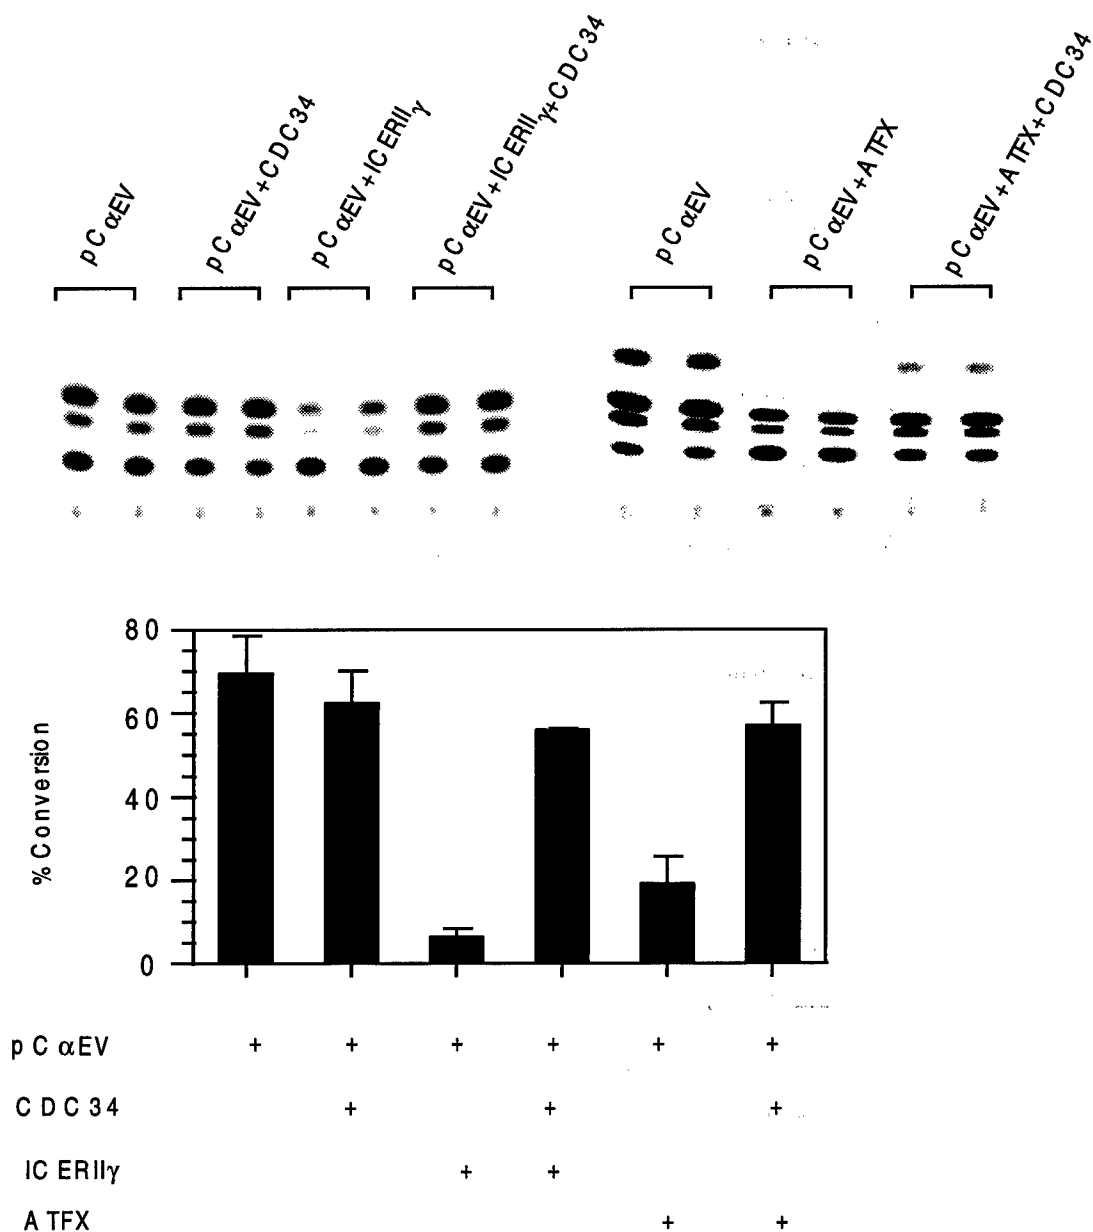 pCαEV
pCαEV+CDC34
pCαEV+ICERIIγ
pCαEV+ICERIIγ+CDC34
pCαEV
pCαEV+ATFX
pCαEV+ATFX+CDC34
80
60
40
20
0
% Conversion
pCαEV + + + + + +
CDC34 + + +
ICERIIγ + +
ATFX + +